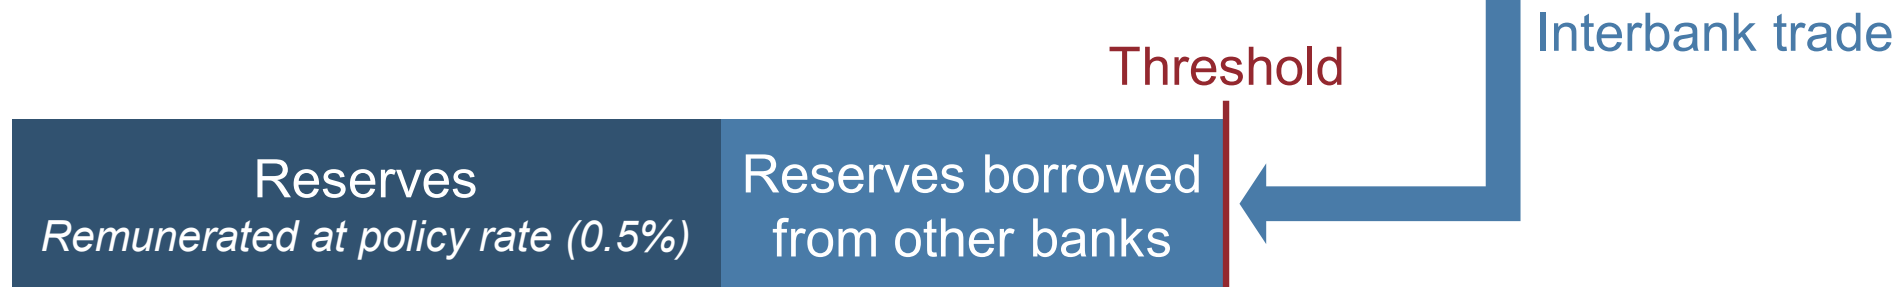 Interbank trade
Threshold
Reserves
Remunerated at policy rate (0.5%)
Reserves borrowed
from other banks